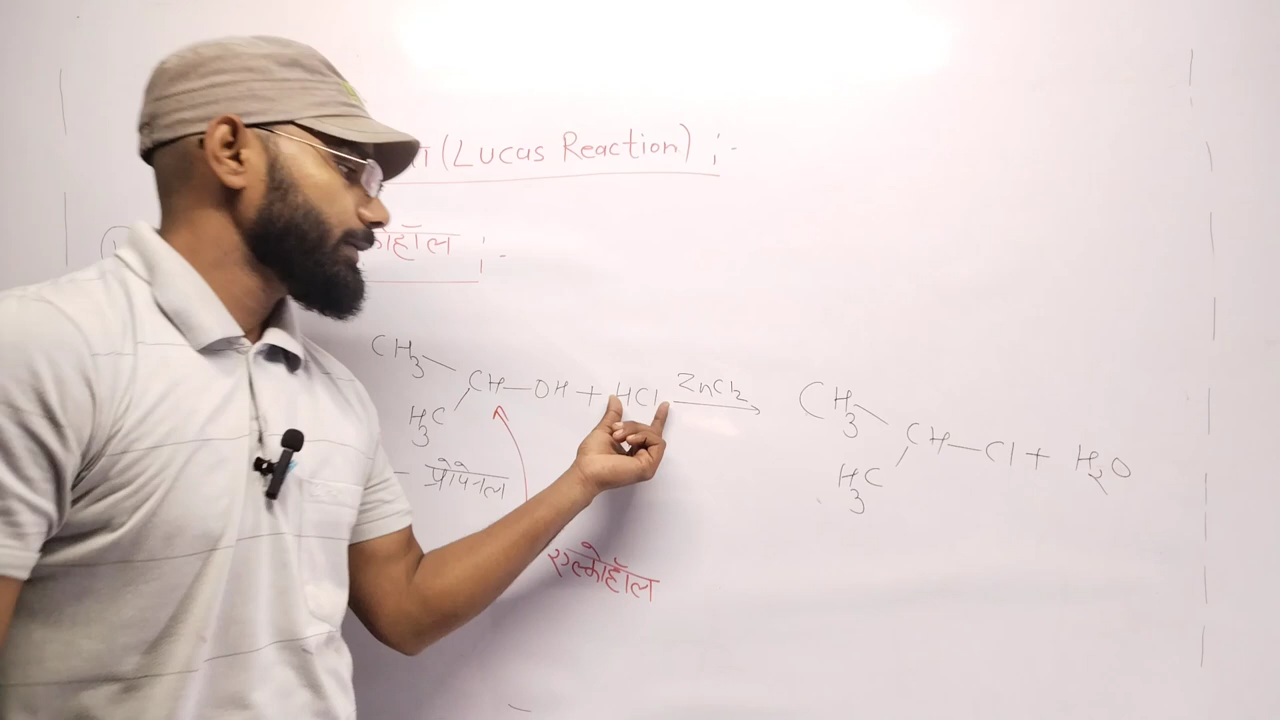 (Lucas Reaction) ;-
कोहॉल ;-
CH3
CH—OH + HCl ZnCl2
H3C
CH3
CH—Cl + H2O
H3C
प्रोपेनल
एल्कोहॉल